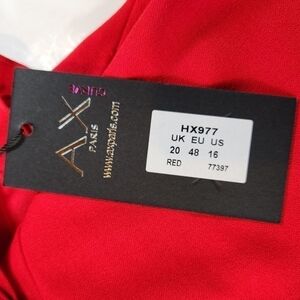 AX
PARIS
www.axparis.com
HX977
UK EU US
20 48 16
RED 77397